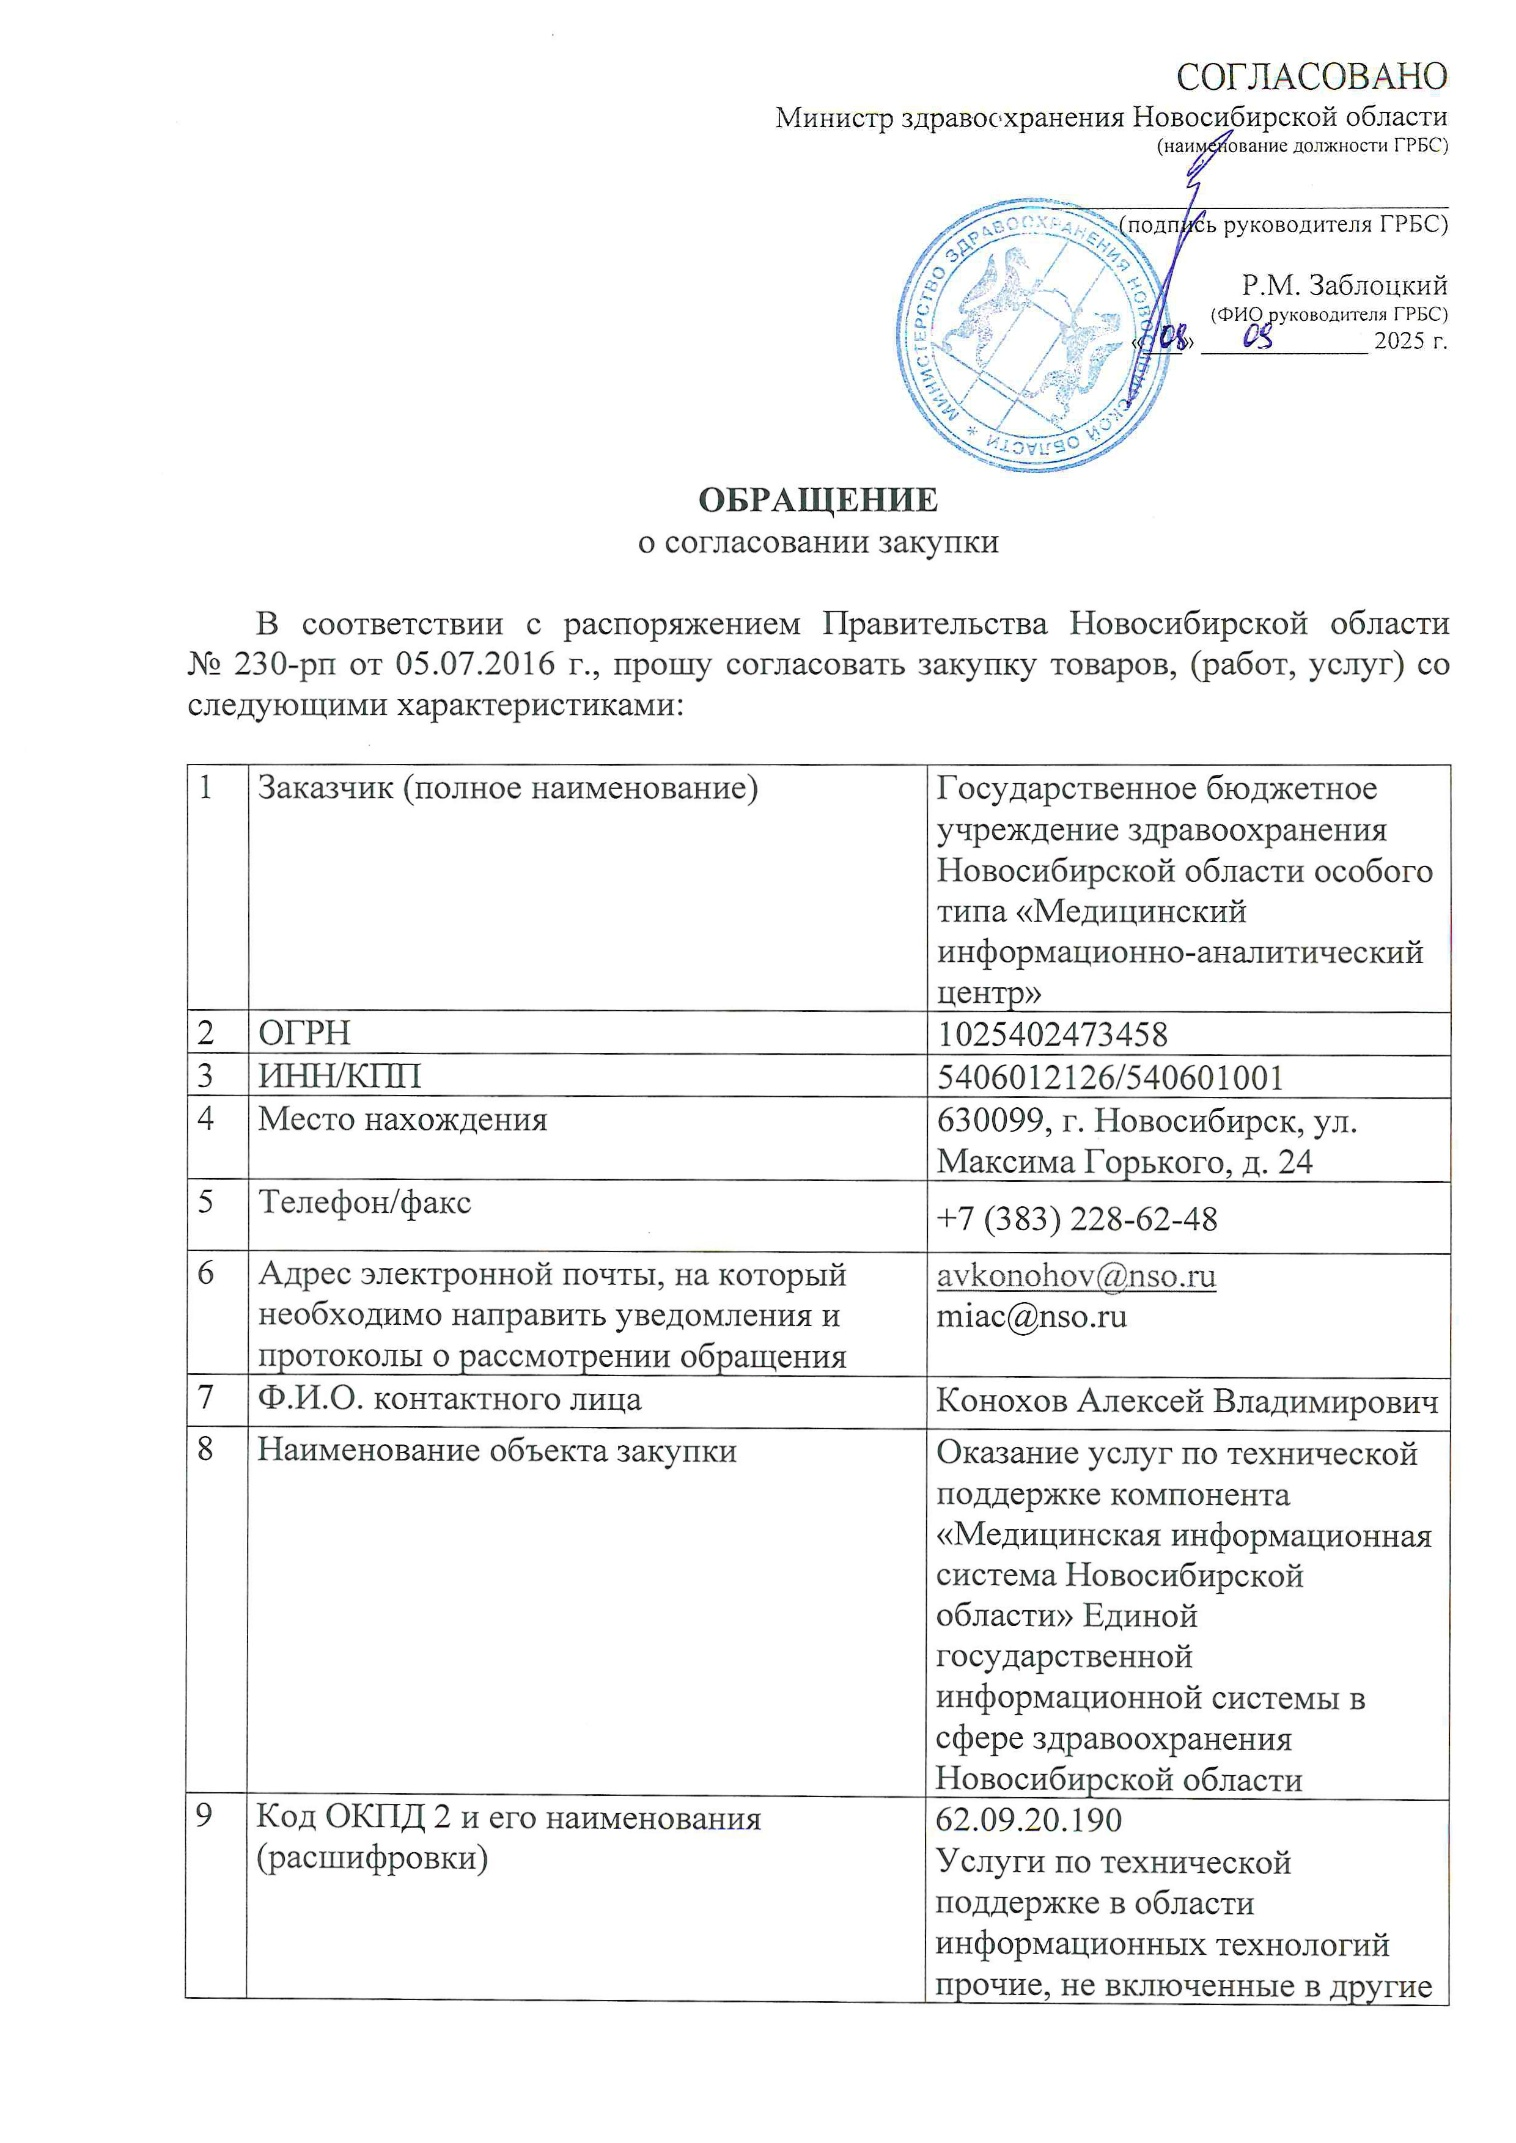 СОГЛАСОВАНО
Министр здравоохранения Новосибирской области
(наименование должности ГРБС)
(подпись руководителя ГРБС)
МИНИСТЕРСТВО ЗДРАВООХРАНЕНИЯ НОВОСИБИРСКОЙ ОБЛАСТИ *
Р.М. Заблоцкий
(ФИО руководителя ГРБС)
«08» 09 2025 г.
ОБРАЩЕНИЕ
о согласовании закупки
В соответствии с распоряжением Правительства Новосибирской области
№ 230-рп от 05.07.2016 г., прошу согласовать закупку товаров, (работ, услуг) со
следующими характеристиками:
1 Заказчик (полное наименование) Государственное бюджетное
учреждение здравоохранения
Новосибирской области особого
типа «Медицинский
информационно-аналитический
центр»
2 ОГРН 1025402473458
3 ИНН/КПП 5406012126/540601001
4 Место нахождения 630099, г. Новосибирск, ул.
Максима Горького, д. 24
5 Телефон/факс +7 (383) 228-62-48
6 Адрес электронной почты, на который avkonohov@nso.ru
необходимо направить уведомления и miac@nso.ru
протоколы о рассмотрении обращения
7 Ф.И.О. контактного лица Конохов Алексей Владимирович
8 Наименование объекта закупки Оказание услуг по технической
поддержке компонента
«Медицинская информационная
система Новосибирской
области» Единой
государственной
информационной системы в
сфере здравоохранения
Новосибирской области
9 Код ОКПД 2 и его наименования 62.09.20.190
(расшифровки) Услуги по технической
поддержке в области
информационных технологий
прочие, не включенные в другие